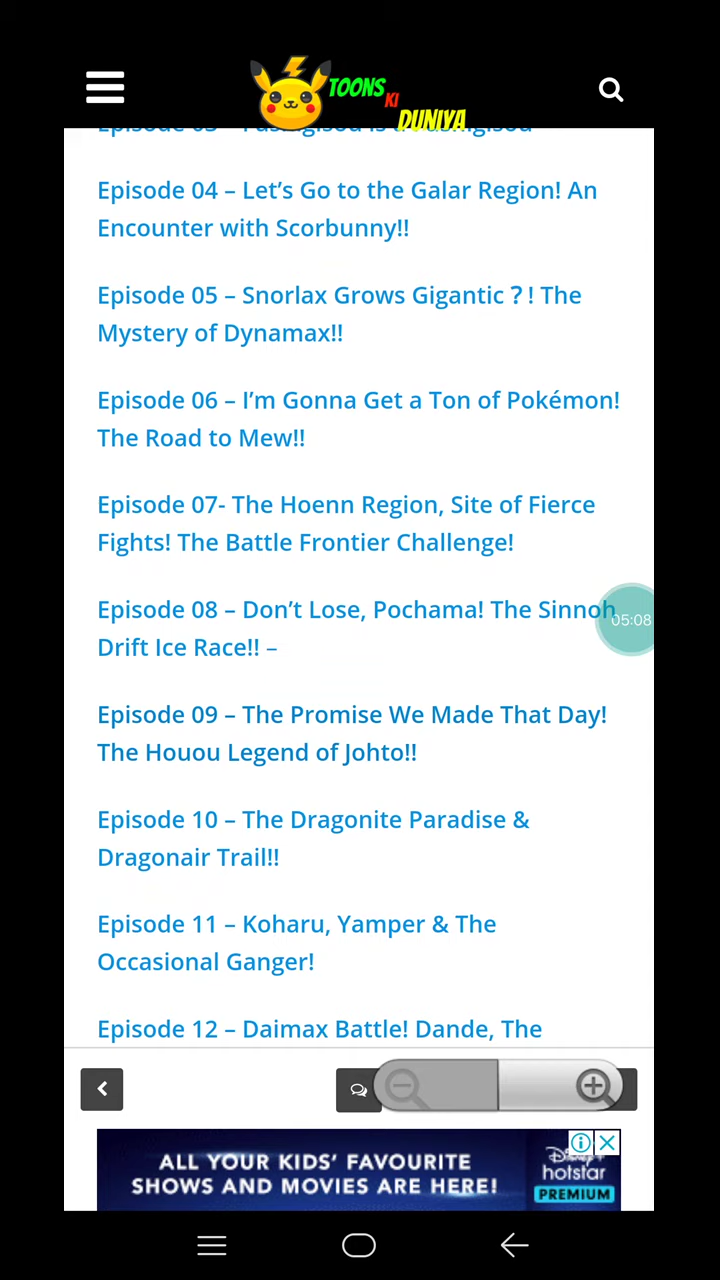 TOONS
KI
DUNIYA
Episode 04 – Let's Go to the Galar Region! An
Encounter with Scorbunny!!
Episode 05 – Snorlax Grows Gigantic？! The
Mystery of Dynamax!!
Episode 06 – I'm Gonna Get a Ton of Pokémon!
The Road to Mew!!
Episode 07- The Hoenn Region, Site of Fierce
Fights! The Battle Frontier Challenge!
Episode 08 – Don't Lose, Pochama! The Sinnoh
05:08
Drift Ice Race!! –
Episode 09 – The Promise We Made That Day!
The Houou Legend of Johto!!
Episode 10 – The Dragonite Paradise &
Dragonair Trail!!
Episode 11 – Koharu, Yamper & The
Occasional Ganger!
Episode 12 – Daimax Battle! Dande, The
ALL YOUR KIDS' FAVOURITE
SHOWS AND MOVIES ARE HERE!
Disney+
hotstar
PREMIUM